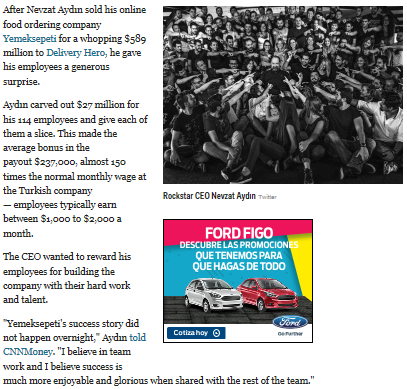 After Nevzat Aydın sold his online
food ordering company
Yemeksepeti for a whopping $589
million to Delivery Hero, he gave
his employees a generous
surprise.
Aydın carved out $27 million for
his 114 employees and give each of
them a slice. This made the
average bonus in the
payout $237,000, almost 150
times the normal monthly wage at
the Turkish company
— employees typically earn
between $1,000 to $2,000 a
month.
The CEO wanted to reward his
employees for building the
company with their hard work
and talent.
"Yemeksepeti's success story did
not happen overnight," Aydın told
CNNMoney. "I believe in team
work and I believe success is
much more enjoyable and glorious when shared with the rest of the team."
Rockstar CEO Nevzat Aydın Twitter
FORD FIGO
DESCUBRE LAS PROMOCIONES
QUE TENEMOS PARA
QUE HAGAS DE TODO
Cotiza hoy
Ford
Go Further